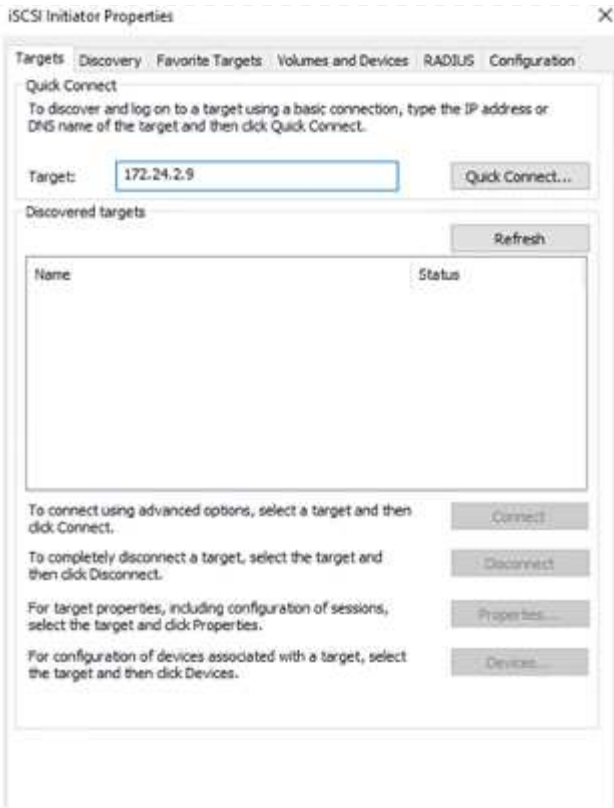 iSCSI Initiator Properties
Targets Discovery Favorite Targets Volumes and Devices RADIUS Configuration
Quick Connect
To discover and log on to a target using a basic connection, type the IP address or
DNS name of the target and then click Quick Connect.
Target: 172.24.2.9 Quick Connect...
Discovered targets
Refresh
Name Status
To connect using advanced options, select a target and then
click Connect.
Connect
To completely disconnect a target, select the target and
then click Disconnect.
Disconnect
For target properties, including configuration of sessions,
select the target and click Properties.
Properties...
For configuration of devices associated with a target, select
the target and then click Devices.
Devices...